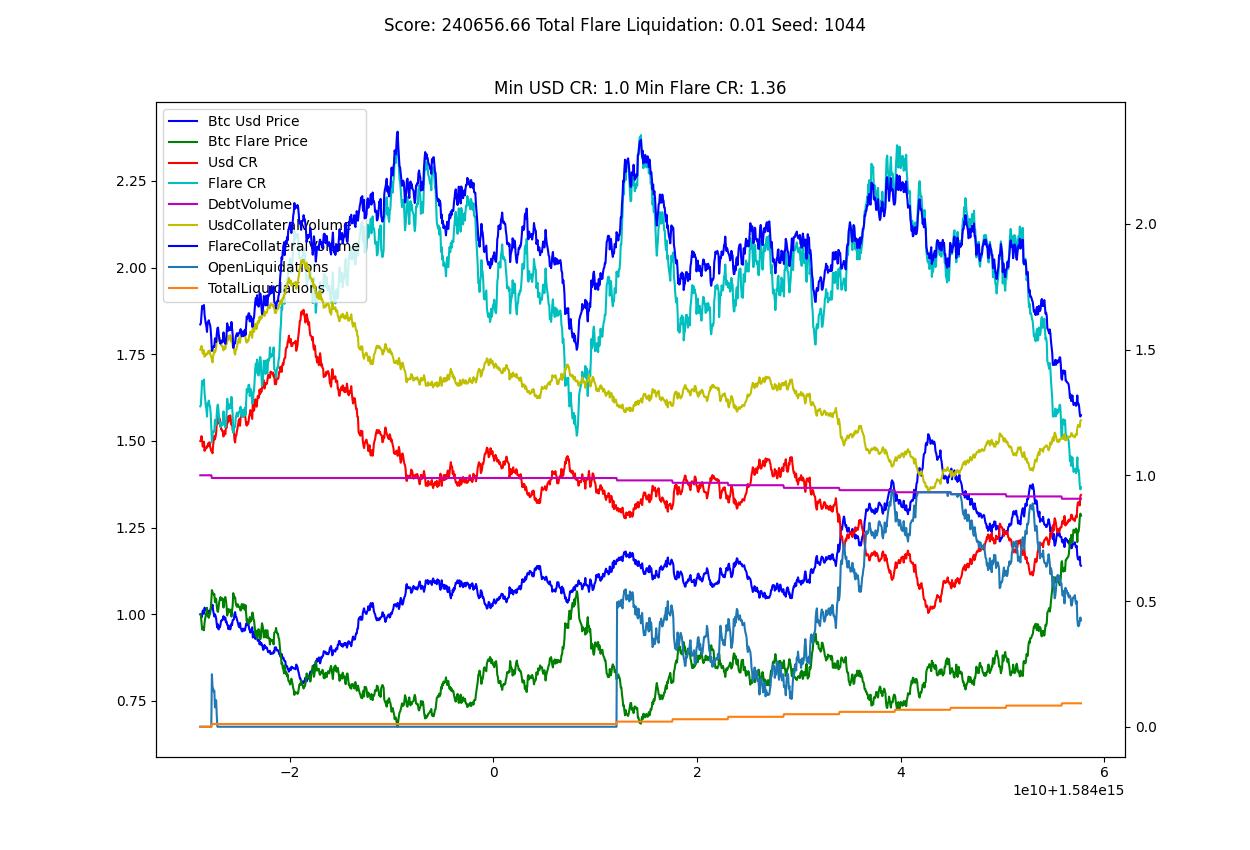 Score: 240656.66 Total Flare Liquidation: 0.01 Seed: 1044
Min USD CR: 1.0 Min Flare CR: 1.36
Btc Usd Price
Btc Flare Price
Usd CR
Flare CR
DebtVolume
UsdCollateralVolume
FlareCollateralVolume
OpenLiquidations
TotalLiquidations
2.25
2.00
1.75
1.50
1.25
1.00
0.75
2.0
1.5
1.0
0.5
0.0
−2
0
2
4
6
1e10+1.584e15